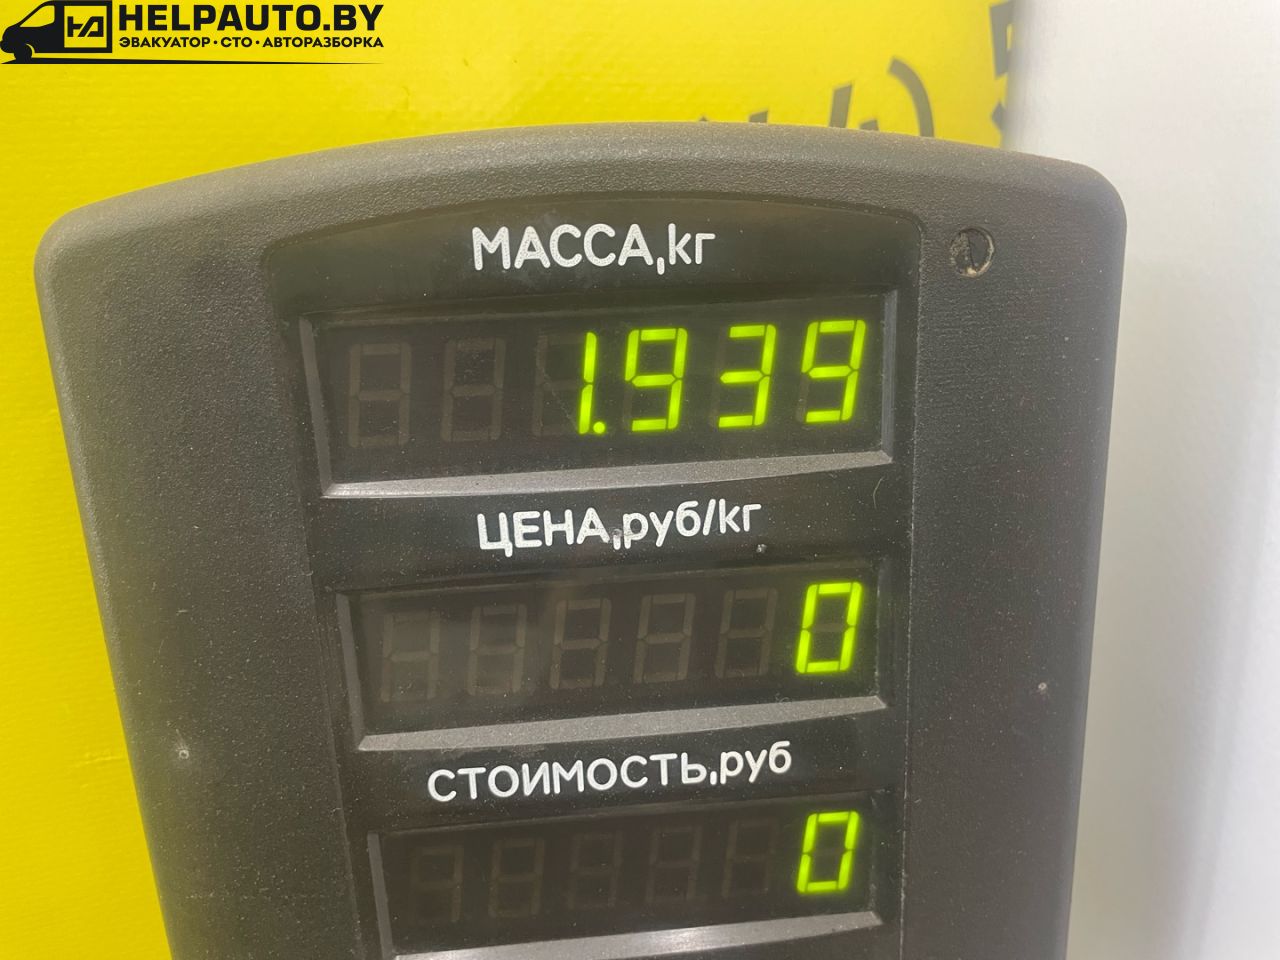 HELPAUTO.BY
ЭВАКУАТОР · СТО · АВТОРАЗБОРКА
МАССА,кг
1.939
ЦЕНА,руб/кг
0
СТОИМОСТЬ,руб
0